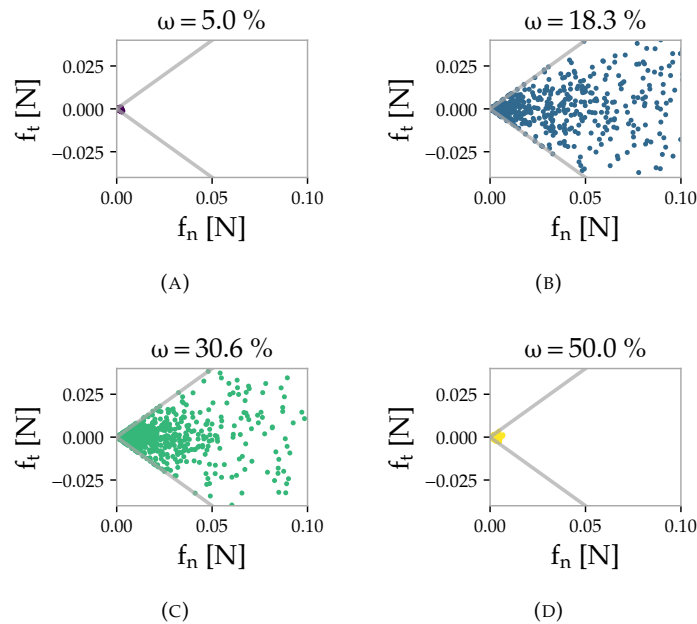 ω = 5.0 %
f_t [N]
0.025
0.000
−0.025
0.00
0.05
0.10
f_n [N]
(A)
ω = 18.3 %
f_t [N]
0.025
0.000
−0.025
0.00
0.05
0.10
f_n [N]
(B)
ω = 30.6 %
f_t [N]
0.025
0.000
−0.025
0.00
0.05
0.10
f_n [N]
(C)
ω = 50.0 %
f_t [N]
0.025
0.000
−0.025
0.00
0.05
0.10
f_n [N]
(D)